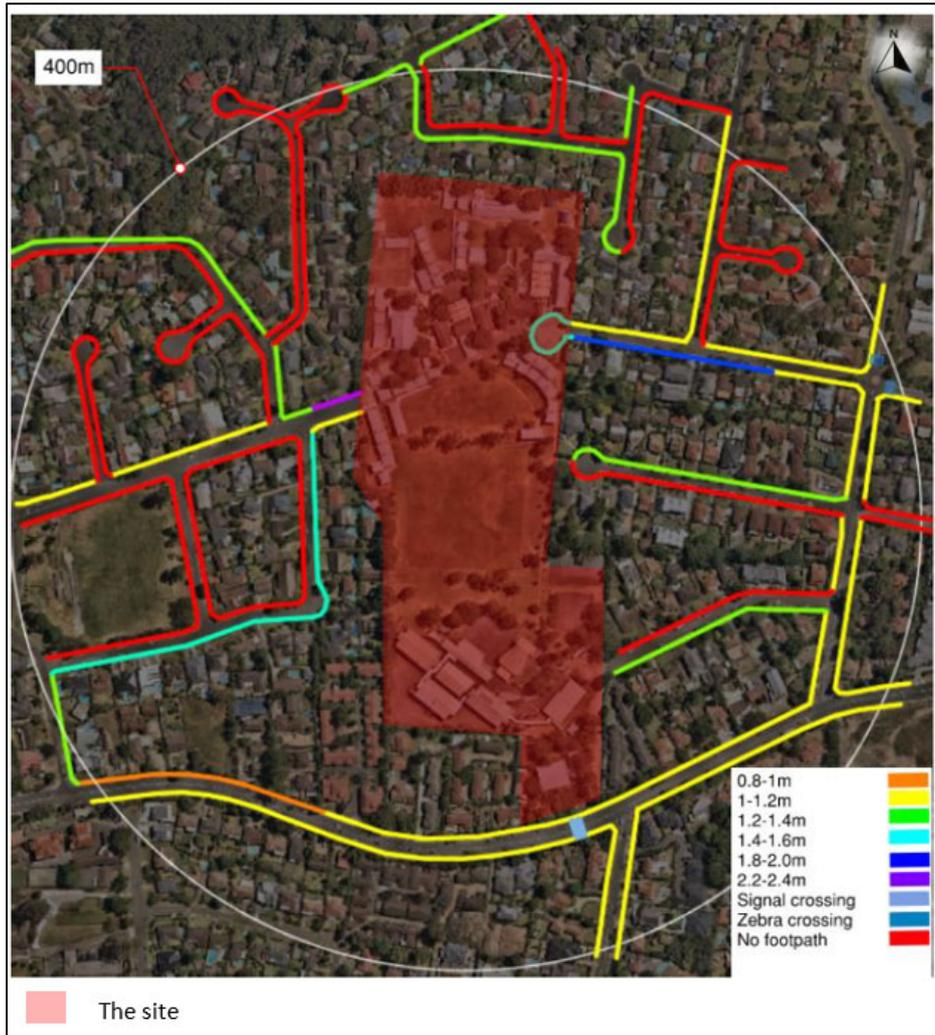 N
400m
0.8-1m
1-1.2m
1.2-1.4m
1.4-1.6m
1.8-2.0m
2.2-2.4m
Signal crossing
Zebra crossing
No footpath
The site